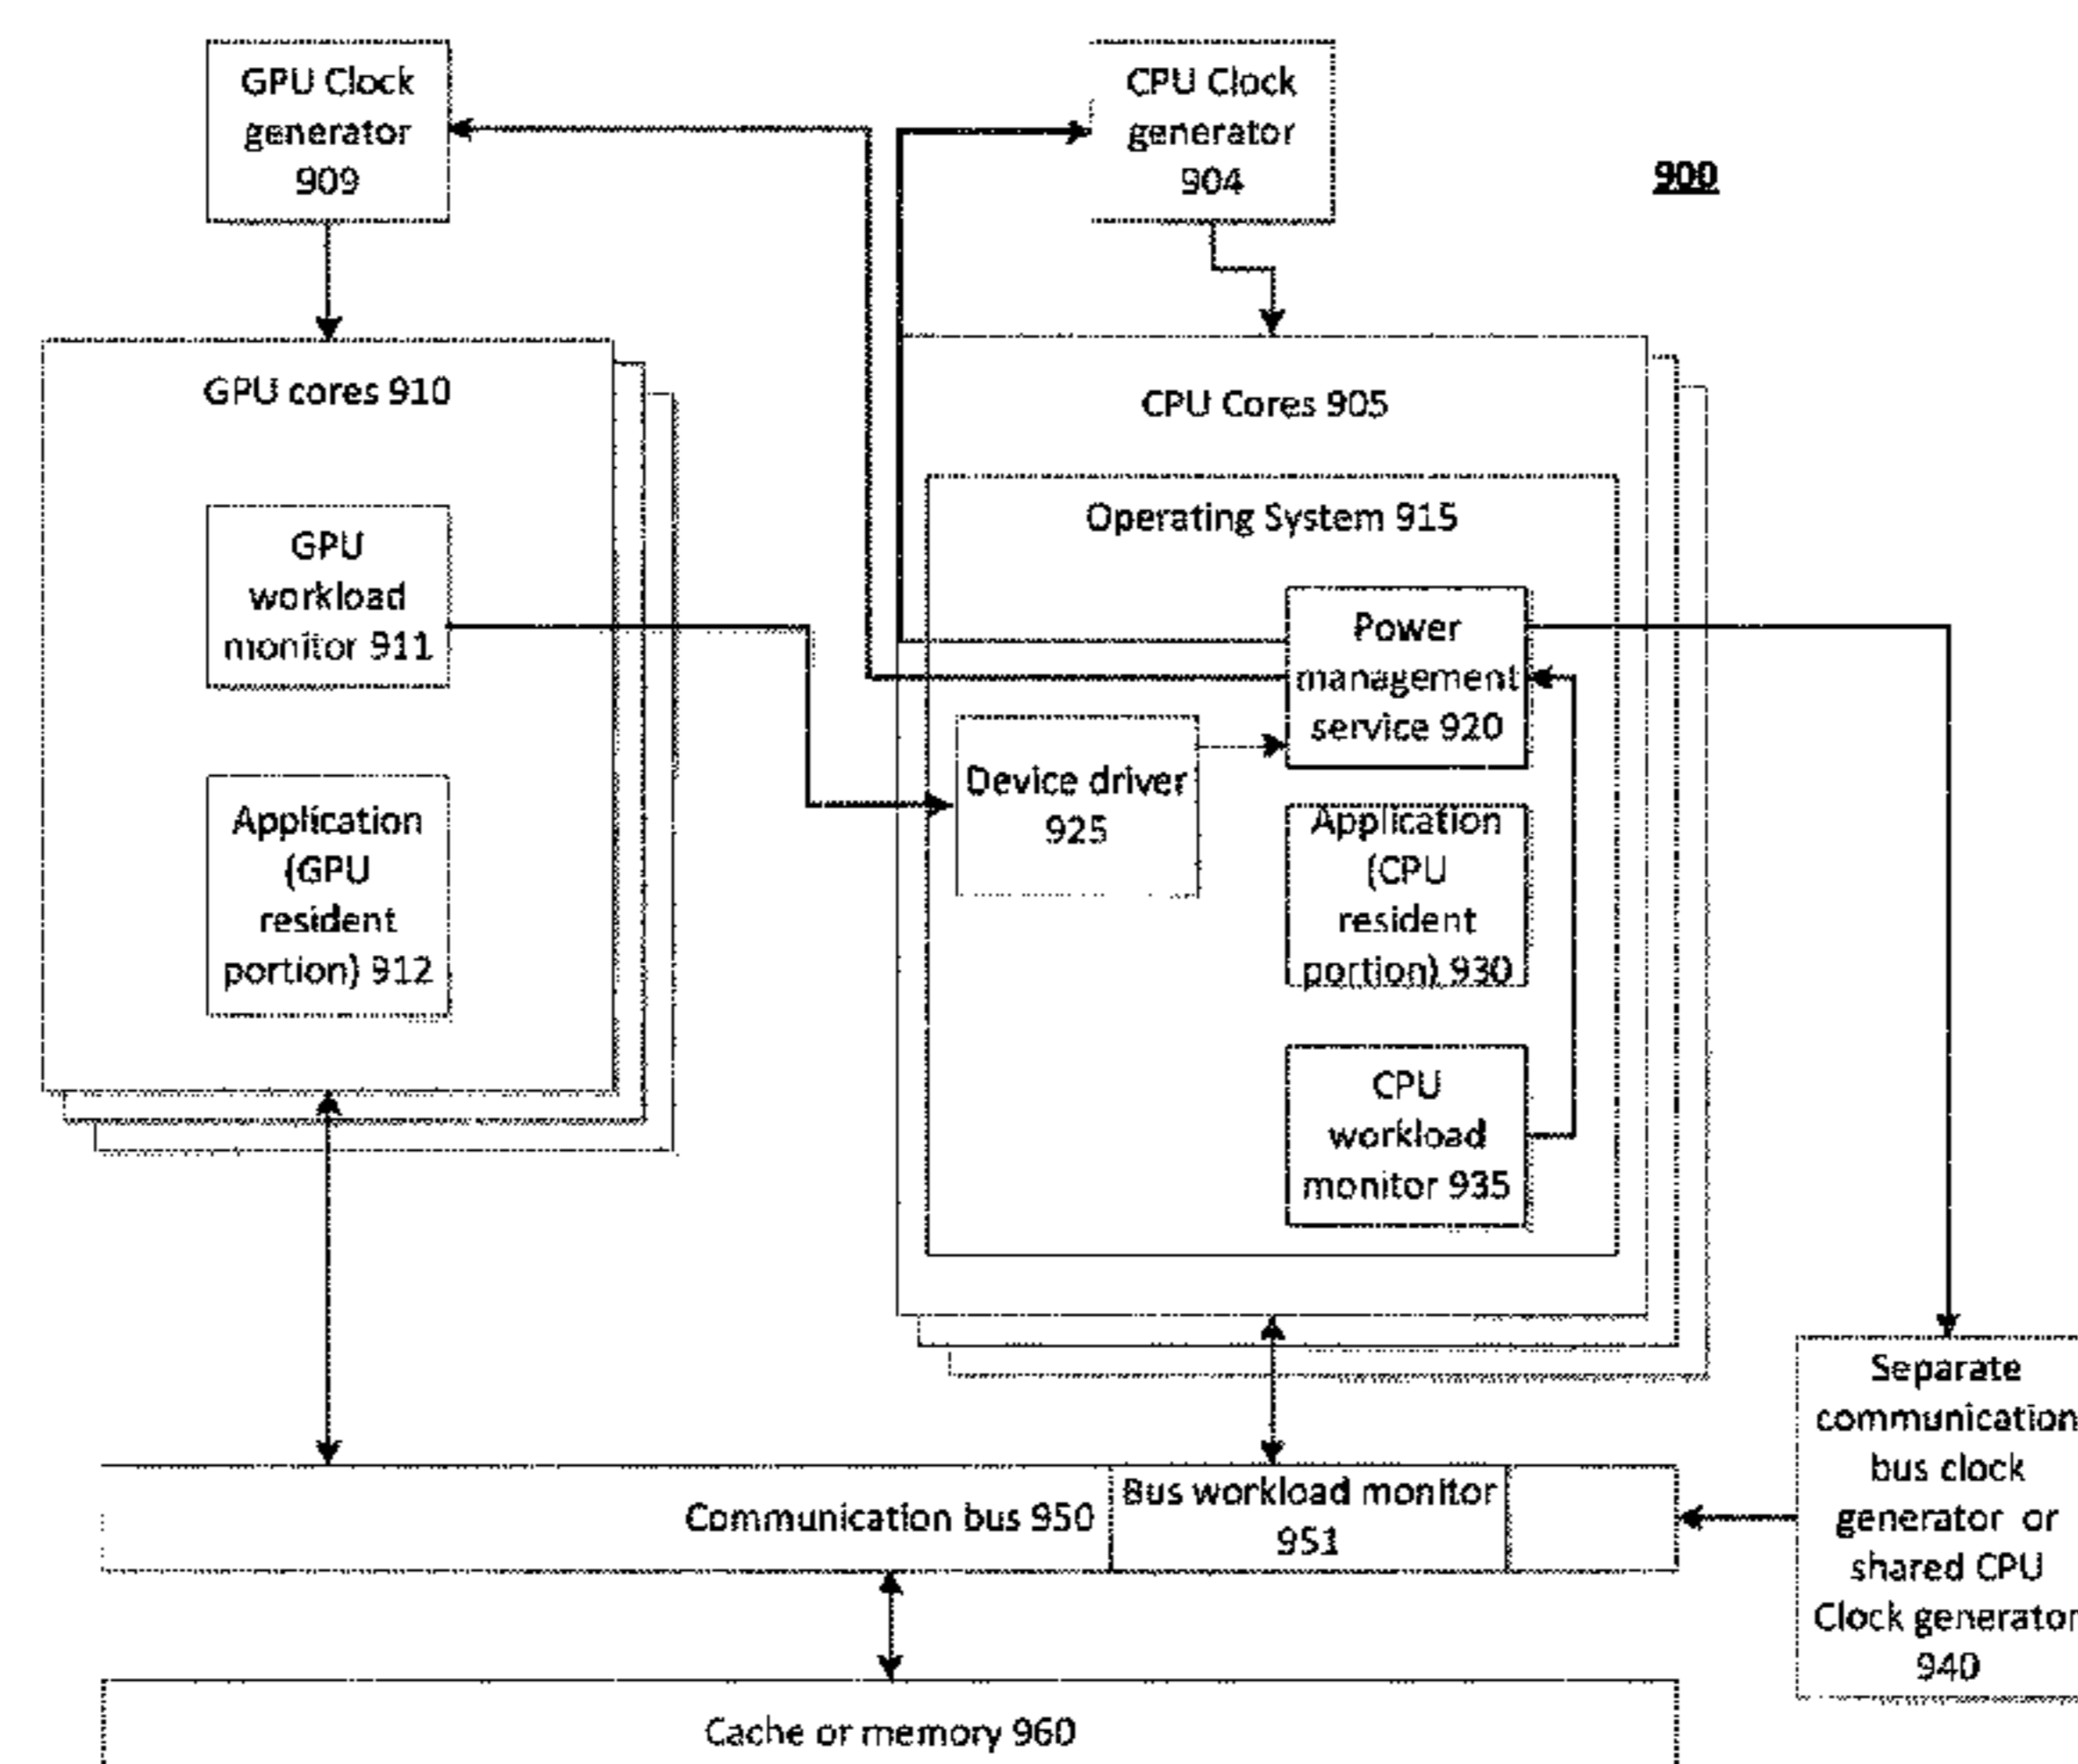 GPU Clock
generator
909
CPU Clock
generator
904
900
GPU cores 910
CPU Cores 905
Operating System 915
GPU
workload
monitor 911
Power
management
service 920
Device driver
925
Application
(GPU
resident
portion) 912
Application
(CPU
resident
portion) 930
CPU
workload
monitor 935
Separate
communication
bus clock
generator or
shared CPU
Clock generator
940
Communication bus 950
Bus workload monitor
951
Cache or memory 960